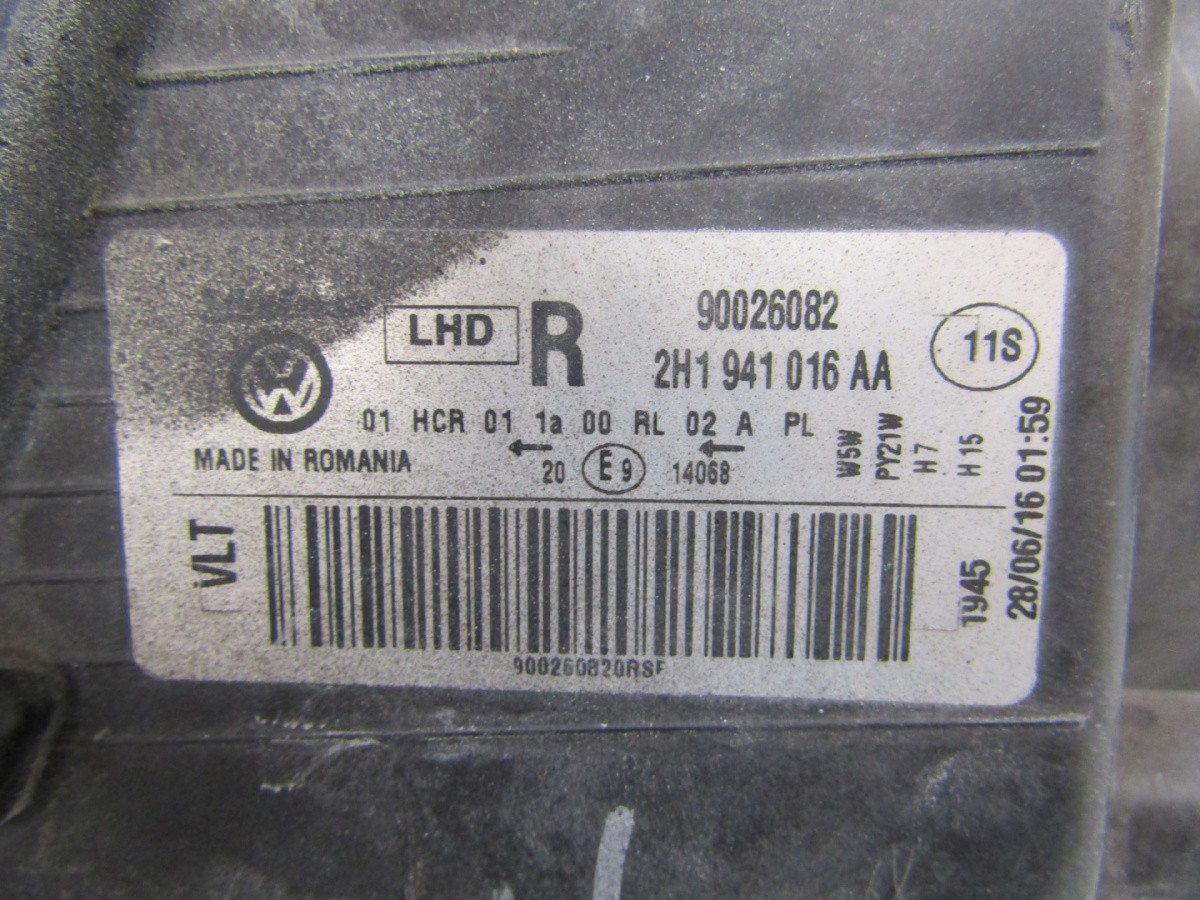 LHD R 90026082
2H1 941 016 AA
11S
01 HCR 01 1a 00 RL 02 A PL
MADE IN ROMANIA
20 E9 14068
W5W
PY21W
H7
H15
VLT
1945
28/06/16 01:59
900260820RSF